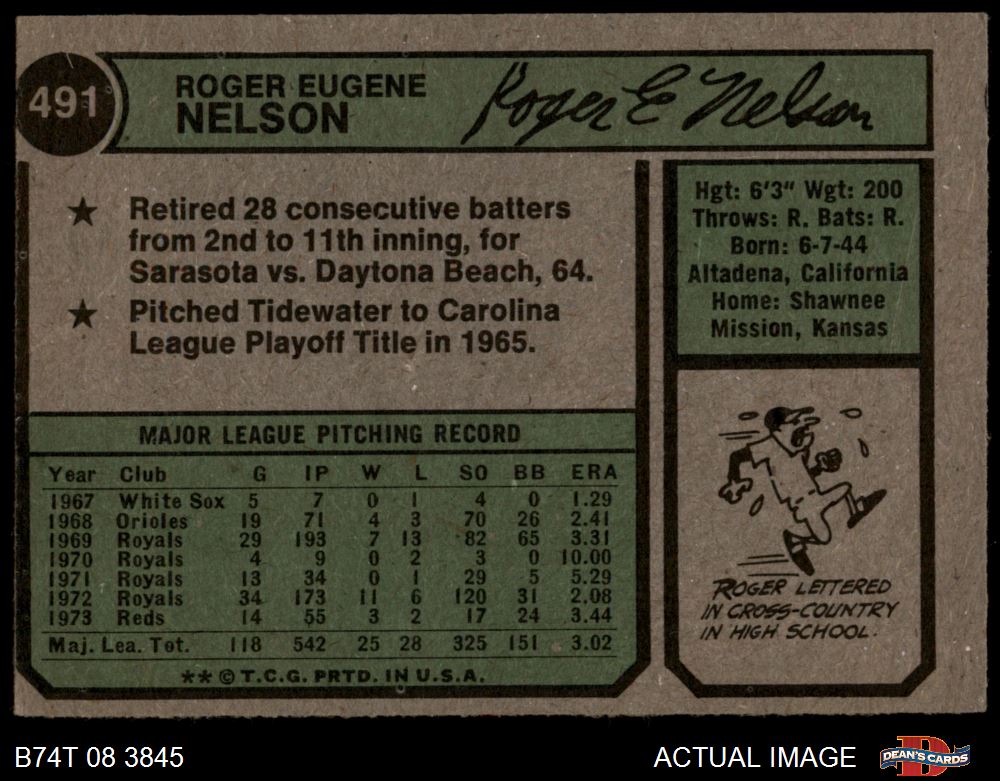 491
ROGER EUGENE
NELSON
Roger E Nelson
★ Retired 28 consecutive batters
from 2nd to 11th inning, for
Sarasota vs. Daytona Beach, 64.
★ Pitched Tidewater to Carolina
League Playoff Title in 1965.
Hgt: 6'3" Wgt: 200
Throws: R. Bats: R.
Born: 6-7-44
Altadena, California
Home: Shawnee
Mission, Kansas
MAJOR LEAGUE PITCHING RECORD
Year Club G IP W L SO BB ERA
1967 White Sox 5 7 0 1 4 0 1.29
1968 Orioles 19 71 4 3 70 26 2.41
1969 Royals 29 193 7 13 82 65 3.31
1970 Royals 4 9 0 2 3 0 10.00
1971 Royals 13 34 0 1 29 5 5.29
1972 Royals 34 173 11 6 120 31 2.08
1973 Reds 14 55 3 2 17 24 3.44
Maj. Lea. Tot. 118 542 25 28 325 151 3.02
** © T.C.G. PRTD. IN U.S.A.
ROGER LETTERED
IN CROSS-COUNTRY
IN HIGH SCHOOL.
B74T 08 3845
ACTUAL IMAGE
DEAN'S CARDS